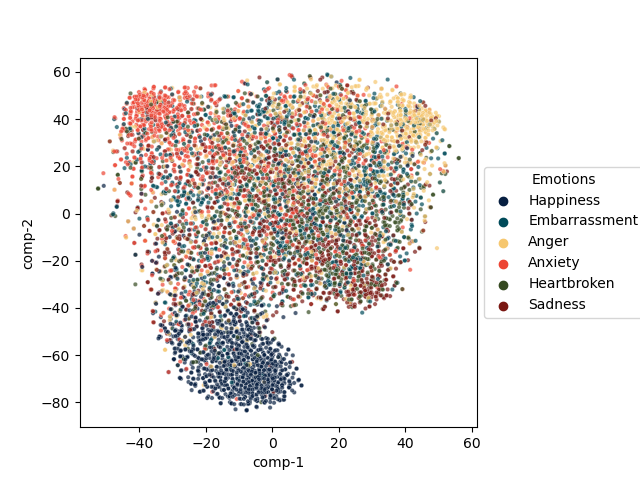 60
40
20
0
−20
−40
−60
−80
comp-2
−40
−20
0
20
40
60
comp-1
Emotions
Happiness
Embarrassment
Anger
Anxiety
Heartbroken
Sadness